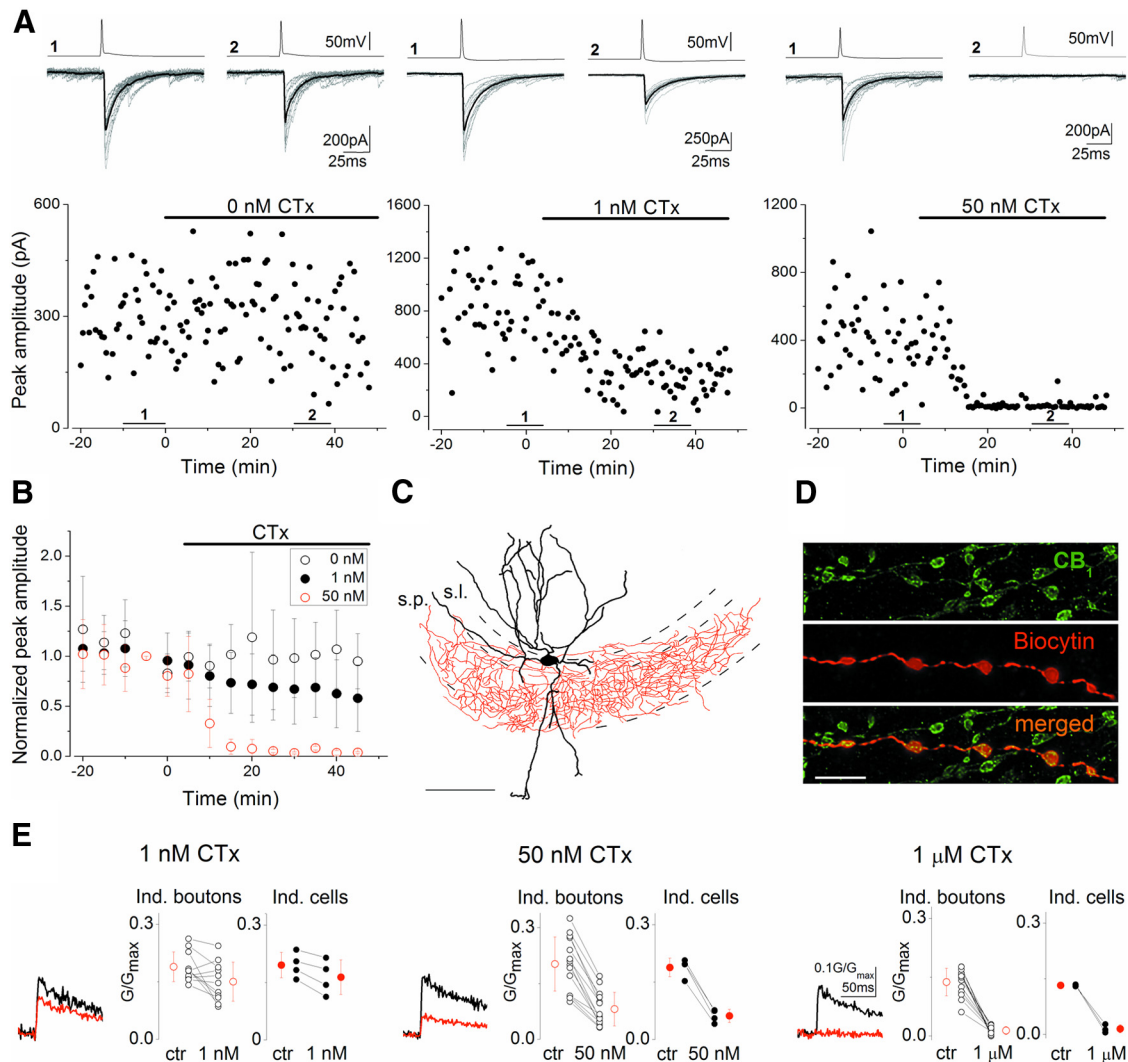 A
1
2
50mV
1
2
50mV
1
2
50mV
200pA
25ms
250pA
25ms
200pA
25ms
Peak amplitude (pA)
600
300
0
0 nM CTx
1
2
-20 0 20 40
Time (min)
1600
1200
800
400
0
1 nM CTx
1
2
-20 0 20 40
Time (min)
1200
800
400
0
50 nM CTx
1
2
-20 0 20 40
Time (min)
B
Normalized peak amplitude
2.0
1.5
1.0
0.5
0.0
CTx
0 nM
1 nM
50 nM
-20 0 20 40
Time (min)
C
s.p.
s.l.
D
CB1
Biocytin
merged
E
1 nM CTx
Ind. boutons
Ind. cells
G/Gmax
0.3
0.0
0.3
0.0
ctr 1 nM
ctr 1 nM
50 nM CTx
Ind. boutons
Ind. cells
G/Gmax
0.3
0.0
0.3
0.0
ctr 50 nM
ctr 50 nM
1 μM CTx
0.1G/Gmax
50ms
Ind. boutons
Ind. cells
G/Gmax
0.3
0.0
0.3
0.0
ctr 1 μM
ctr 1 μM